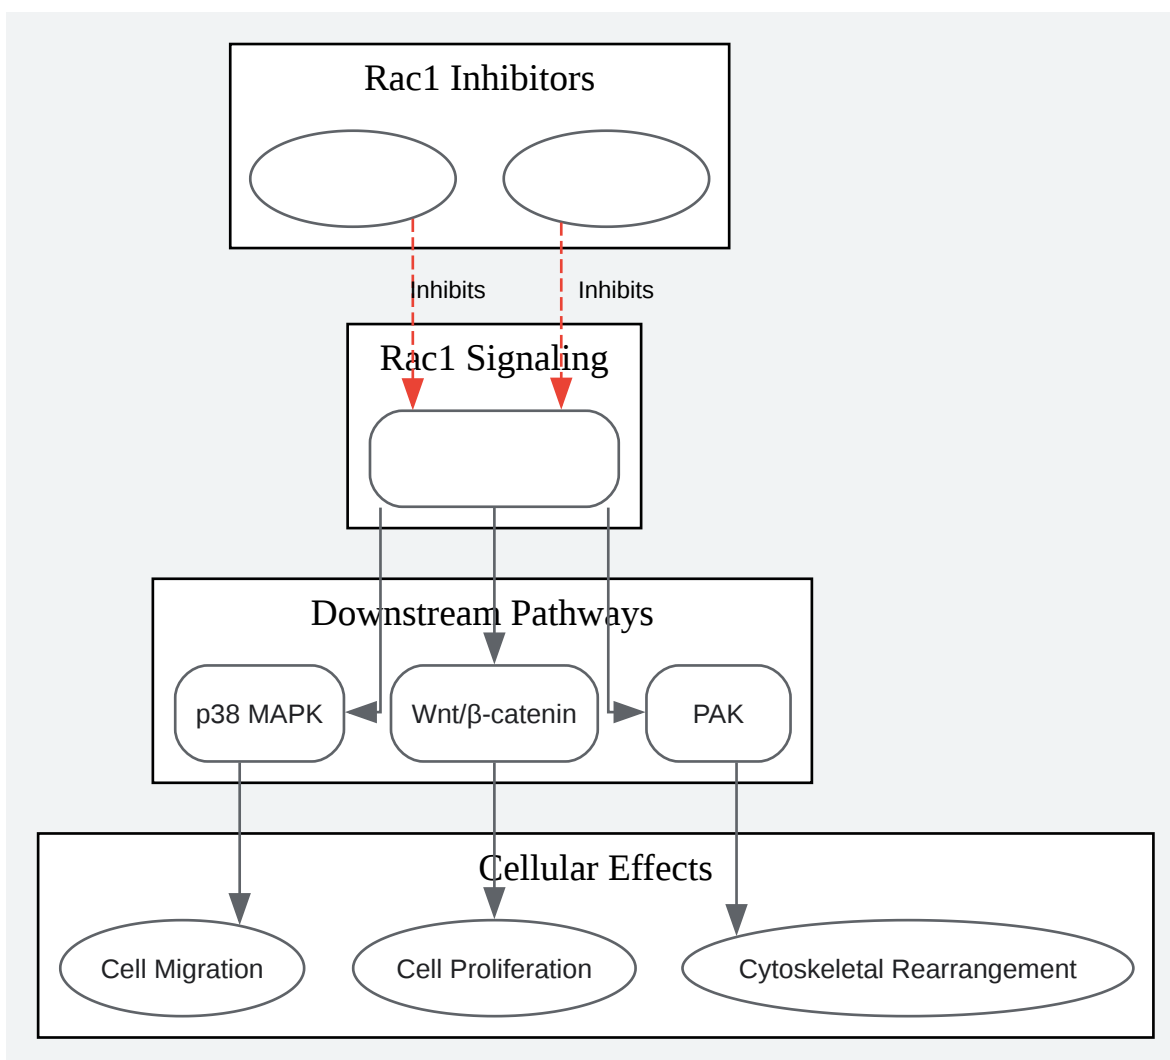 Rac1 Inhibitors
Inhibits
Inhibits
Rac1 Signaling
Downstream Pathways
p38 MAPK
Wnt/β-catenin
PAK
Cellular Effects
Cell Migration
Cell Proliferation
Cytoskeletal Rearrangement